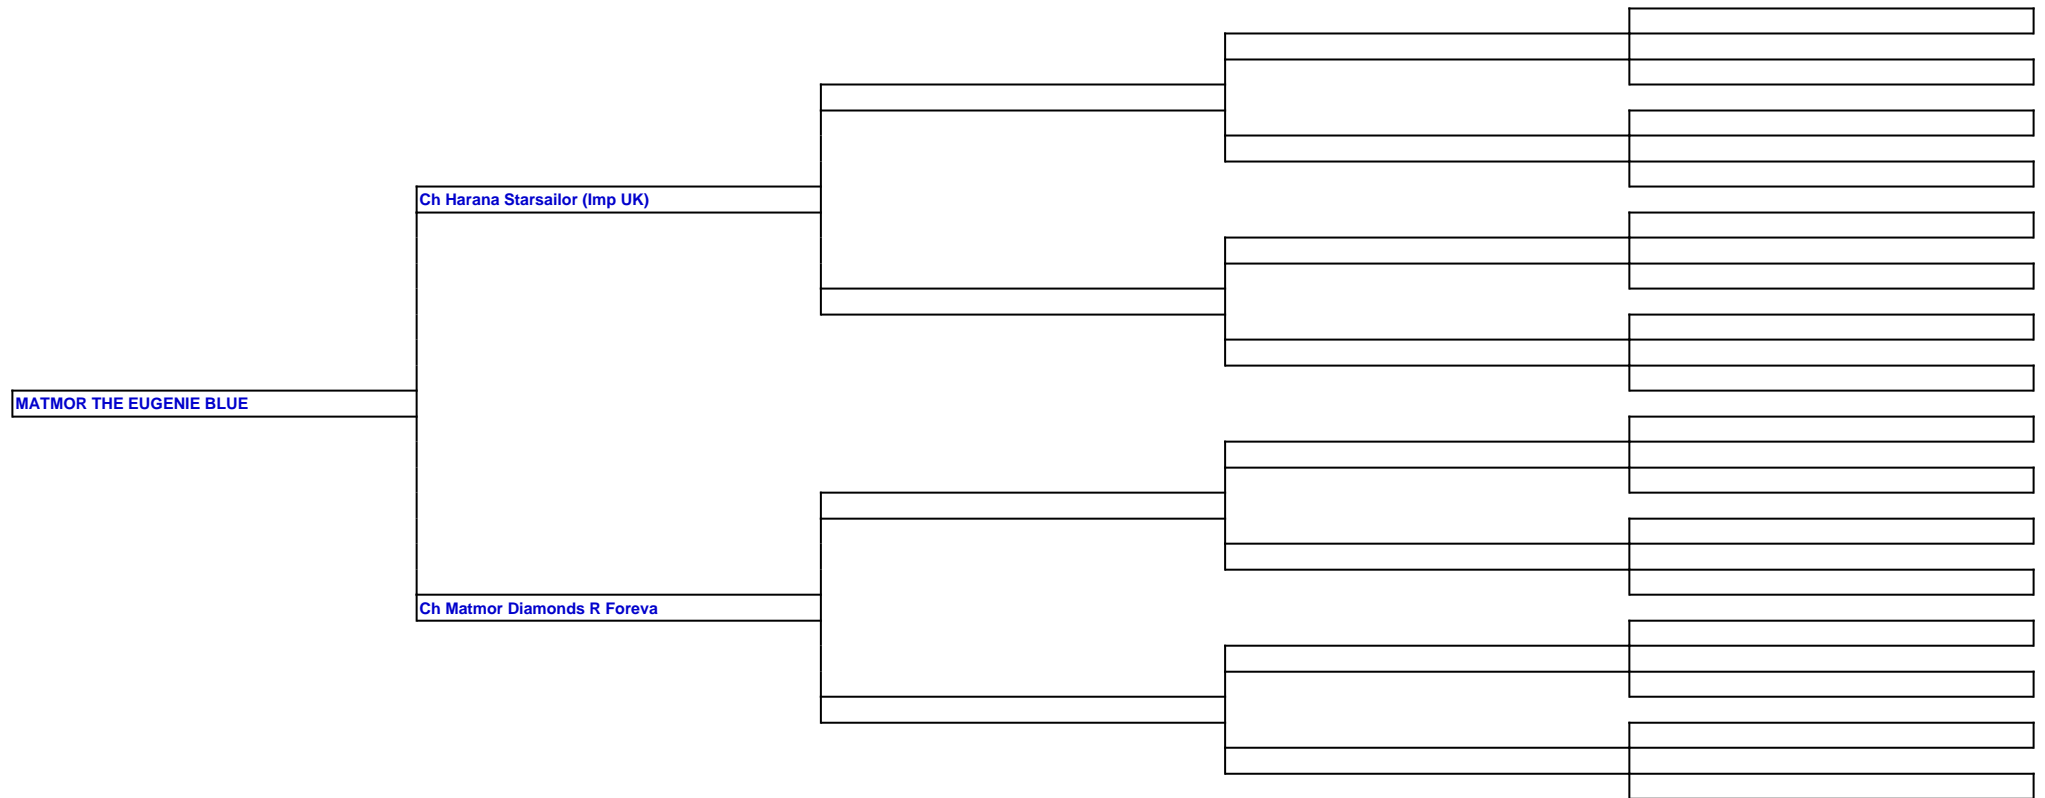 Ch Harana Starsailor (Imp UK)
MATMOR THE EUGENIE BLUE
Ch Matmor Diamonds R Foreva